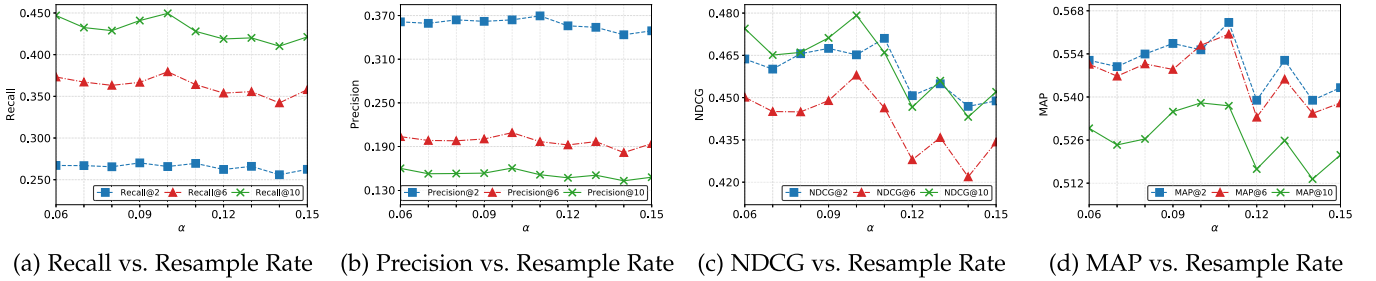 0.450
0.400
0.350
0.300
0.250
Recall
Recall@2 Recall@6 Recall@10
0.06 0.09 0.12 0.15
α
(a) Recall vs. Resample Rate
0.370
0.310
0.250
0.190
0.130
Precision
Precision@2 Precision@6 Precision@10
0.06 0.09 0.12 0.15
α
(b) Precision vs. Resample Rate
0.480
0.465
0.450
0.435
0.420
NDCG
NDCG@2 NDCG@6 NDCG@10
0.06 0.09 0.12 0.15
α
(c) NDCG vs. Resample Rate
0.568
0.554
0.540
0.526
0.512
MAP
MAP@2 MAP@6 MAP@10
0.06 0.09 0.12 0.15
α
(d) MAP vs. Resample Rate